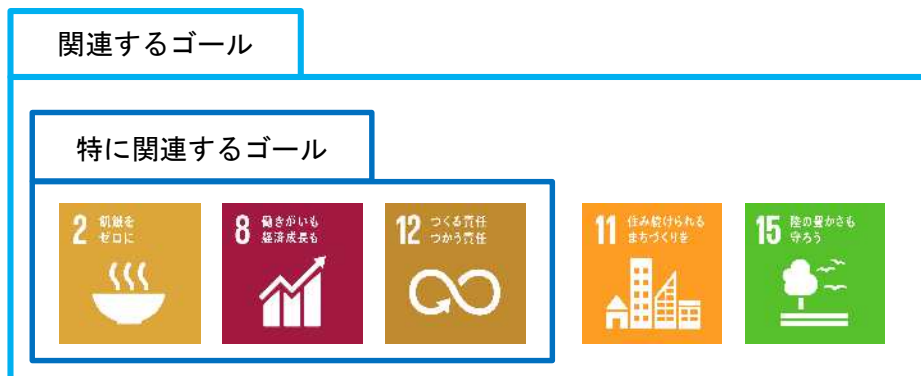 関連するゴール
特に関連するゴール
2 飢餓を
ゼロに
8 働きがいも
経済成長も
12 つくる責任
つかう責任
11 住み続けられる
まちづくりを
15 陸の豊かさも
守ろう